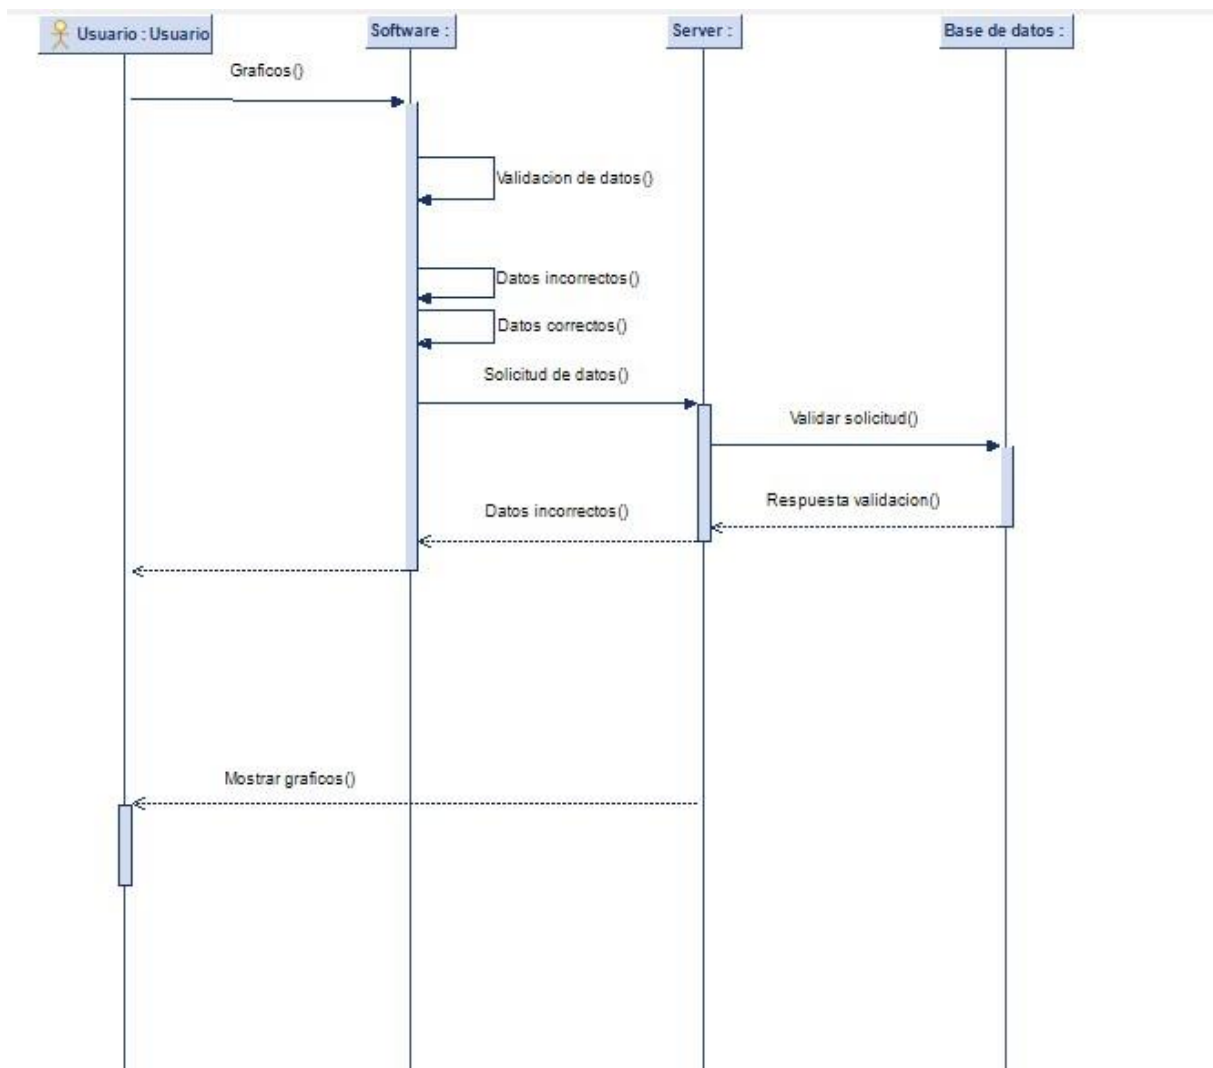 Usuario : Usuario
Software :
Server :
Base de datos :
Graficos()
Validacion de datos()
Datos incorrectos()
Datos correctos()
Solicitud de datos()
Validar solicitud()
Respuesta validacion()
Datos incorrectos()
Mostrar graficos()